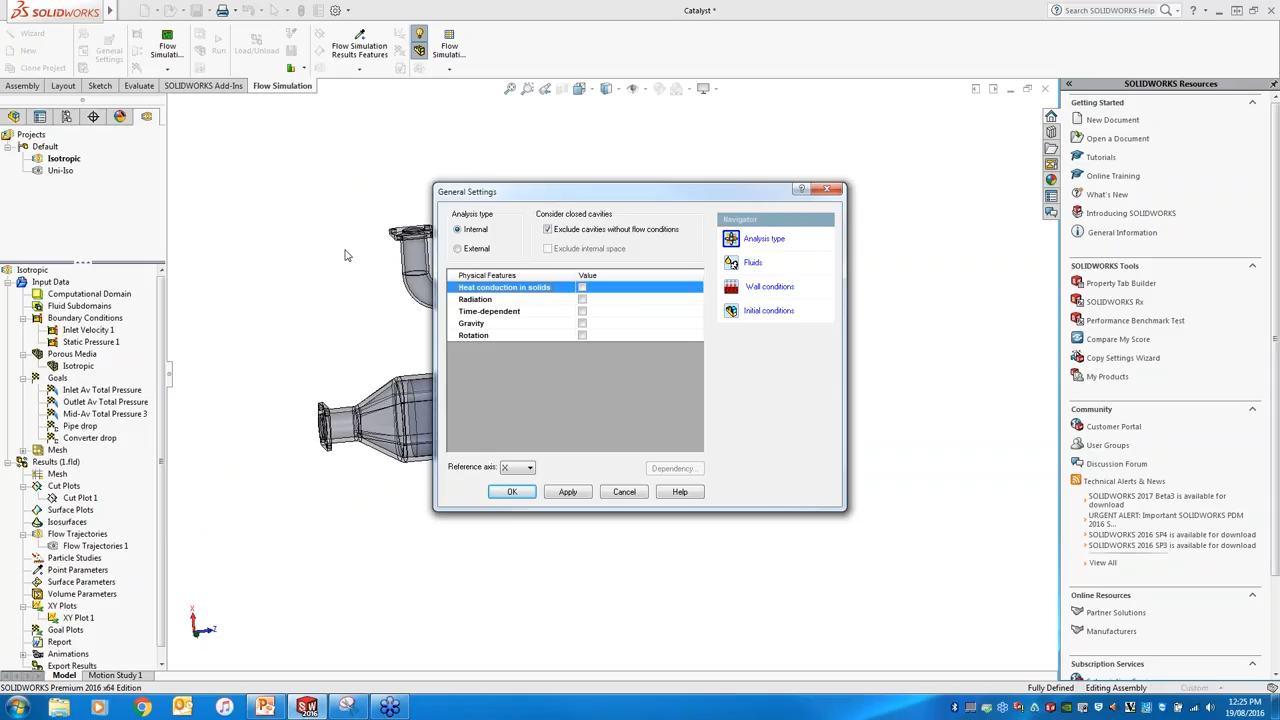 SOLIDWORKS
Catalyst *
Search SOLIDWORKS Help
Wizard
New
Clone Project
General
Settings
Flow
Simulati...
Run
Load/Unload
Flow Simulation
Results Features
Flow
Simulati...
Assembly
Layout
Sketch
Evaluate
SOLIDWORKS Add-Ins
Flow Simulation
Projects
Default
Isotropic
Uni-Iso
Isotropic
Input Data
Computational Domain
Fluid Subdomains
Boundary Conditions
Inlet Velocity 1
Static Pressure 1
Porous Media
Isotropic
Goals
Inlet Av Total Pressure
Outlet Av Total Pressure
Mid-Av Total Pressure 3
Pipe drop
Converter drop
Mesh
Results (1.fld)
Mesh
Cut Plots
Cut Plot 1
Surface Plots
Isosurfaces
Flow Trajectories
Flow Trajectories 1
Particle Studies
Point Parameters
Surface Parameters
Volume Parameters
XY Plots
XY Plot 1
Goal Plots
Report
Animations
Export Results
X
Z
General Settings
Analysis type
Internal
External
Consider closed cavities
Exclude cavities without flow conditions
Exclude internal space
Physical Features
Value
Heat conduction in solids
Radiation
Time-dependent
Gravity
Rotation
Reference axis:
X
Dependency...
OK
Apply
Cancel
Help
Navigator
Analysis type
Fluids
Wall conditions
Initial conditions
SOLIDWORKS Resources
Getting Started
New Document
Open a Document
Tutorials
Online Training
What's New
Introducing SOLIDWORKS
General Information
SOLIDWORKS Tools
Property Tab Builder
SOLIDWORKS Rx
Performance Benchmark Test
Compare My Score
Copy Settings Wizard
My Products
Community
Customer Portal
User Groups
Discussion Forum
Technical Alerts & News
SOLIDWORKS 2017 Beta3 is available for
download
URGENT ALERT: Important SOLIDWORKS PDM
2016 S...
SOLIDWORKS 2016 SP4 is available for download
SOLIDWORKS 2016 SP3 is available for download
View All
Online Resources
Partner Solutions
Manufacturers
Subscription Services
Model
Motion Study 1
SOLIDWORKS Premium 2016 x64 Edition
Fully Defined
Editing Assembly
Custom
12:25 PM
19/08/2016